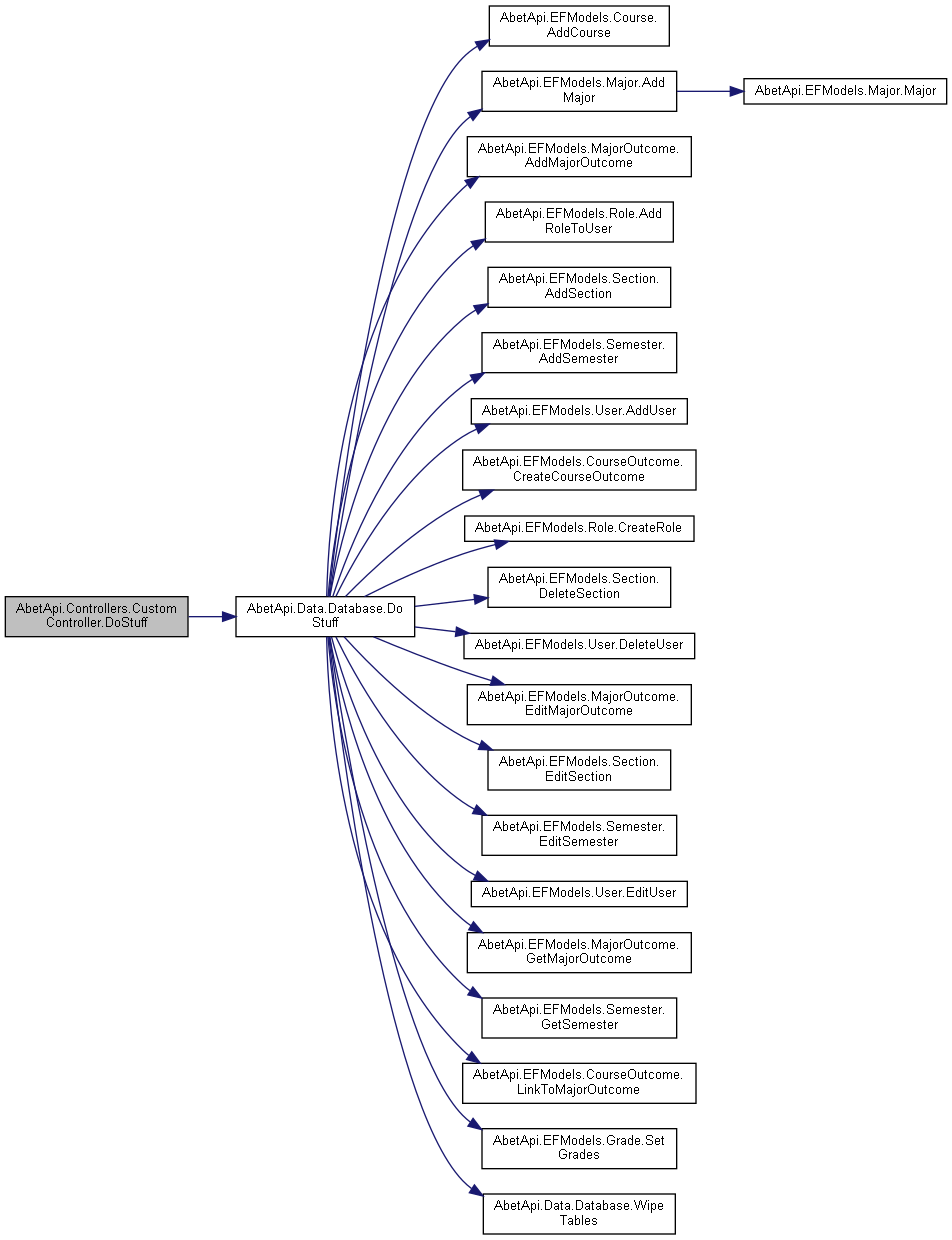 AbetApi.Controllers.Custom
Controller.DoStuff
AbetApi.Data.Database.Do
Stuff
AbetApi.EFModels.Course.
AddCourse
AbetApi.EFModels.Major.Add
Major
AbetApi.EFModels.Major.Major
AbetApi.EFModels.MajorOutcome.
AddMajorOutcome
AbetApi.EFModels.Role.Add
RoleToUser
AbetApi.EFModels.Section.
AddSection
AbetApi.EFModels.Semester.
AddSemester
AbetApi.EFModels.User.AddUser
AbetApi.EFModels.CourseOutcome.
CreateCourseOutcome
AbetApi.EFModels.Role.CreateRole
AbetApi.EFModels.Section.
DeleteSection
AbetApi.EFModels.User.DeleteUser
AbetApi.EFModels.MajorOutcome.
EditMajorOutcome
AbetApi.EFModels.Section.
EditSection
AbetApi.EFModels.Semester.
EditSemester
AbetApi.EFModels.User.EditUser
AbetApi.EFModels.MajorOutcome.
GetMajorOutcome
AbetApi.EFModels.Semester.
GetSemester
AbetApi.EFModels.CourseOutcome.
LinkToMajorOutcome
AbetApi.EFModels.Grade.Set
Grades
AbetApi.Data.Database.Wipe
Tables